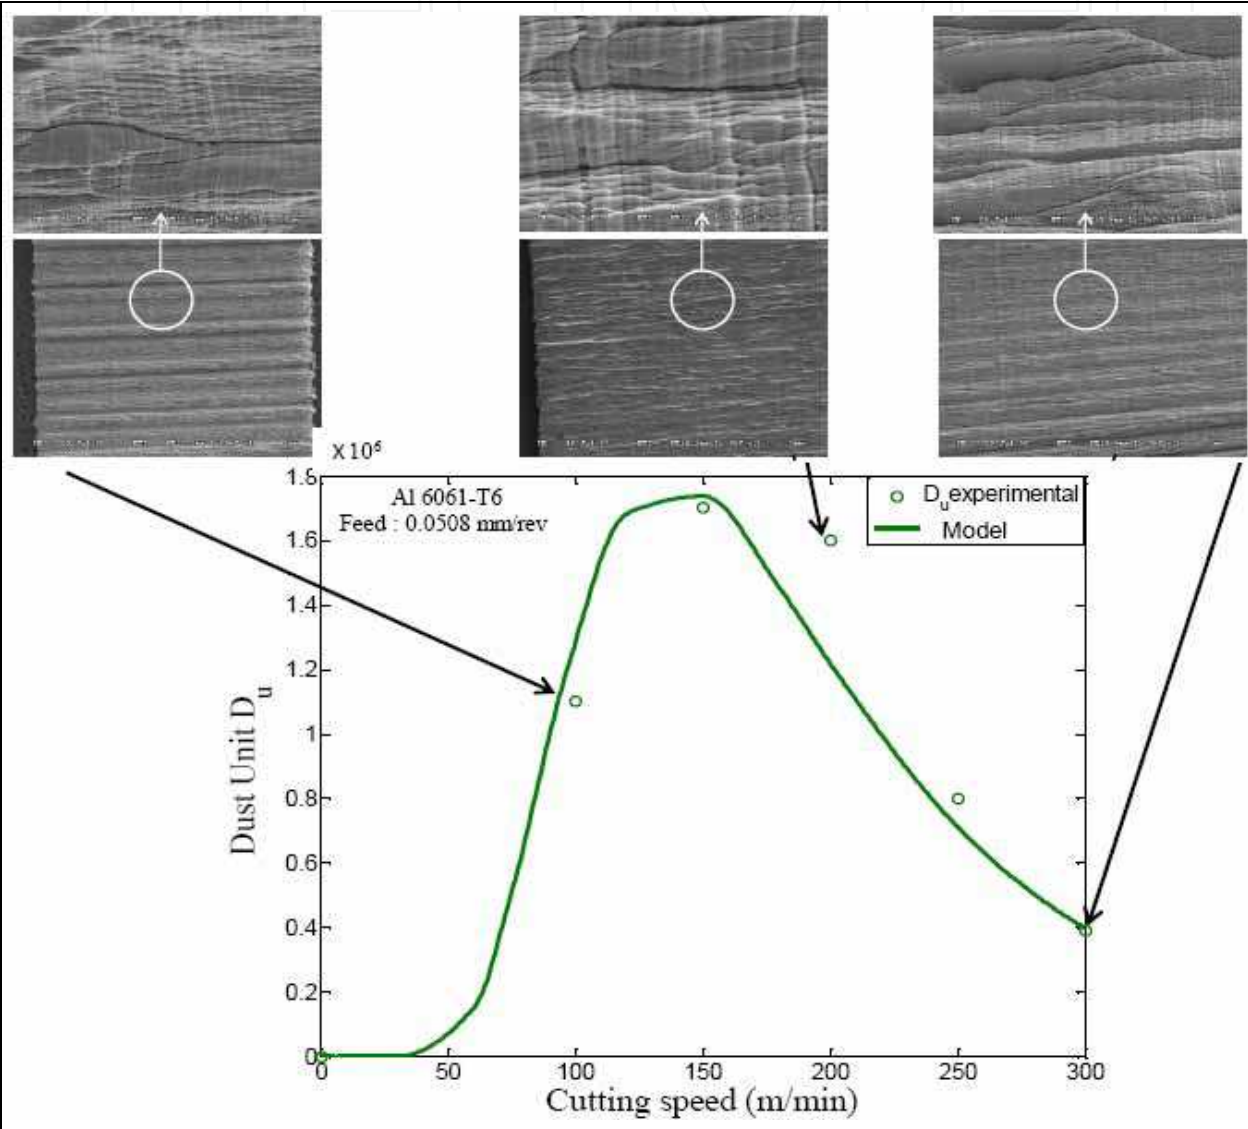 X 10⁶
Al 6061-T6
Feed : 0.0508 mm/rev
Dᵤexperimental
Model
1.8
1.6
1.4
1.2
1
0.8
0.6
0.4
0.2
0
Dust Unit Dᵤ
0 50 100 150 200 250 300
Cutting speed (m/min)